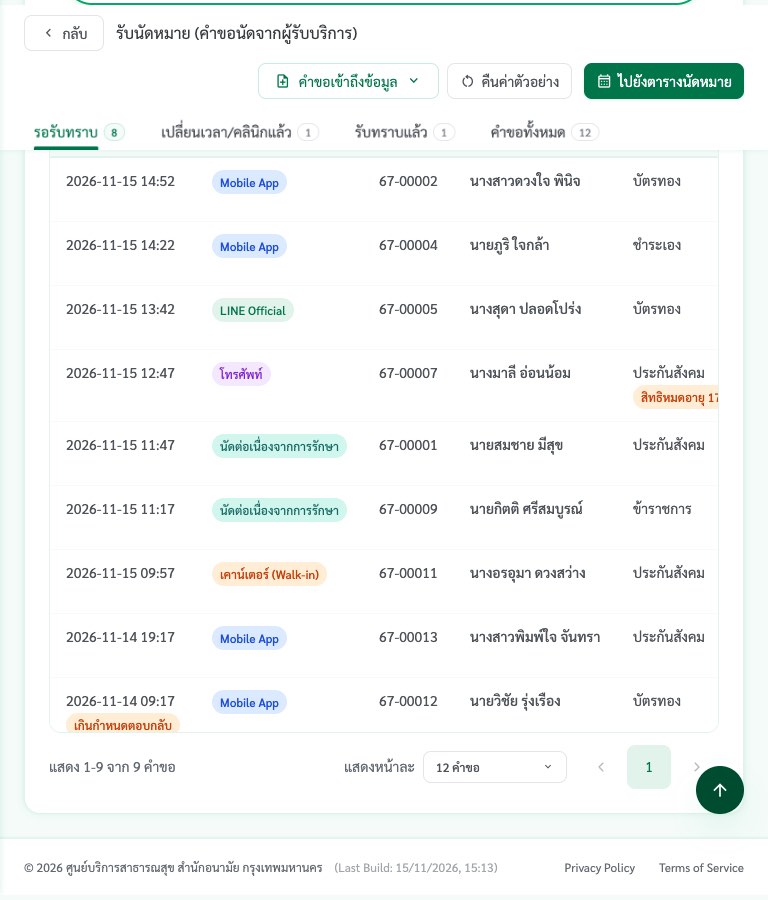 กลับ รับนัดหมาย (คำขอนัดจากผู้รับบริการ)
คำขอเข้าถึงข้อมูล คืนค่าตัวอย่าง ไปยังตารางนัดหมาย
รอรับทราบ 8 เปลี่ยนเวลา/คลินิกแล้ว 1 รับทราบแล้ว 1 คำขอทั้งหมด 12
2026-11-15 14:52 Mobile App 67-00002 นางสาวดวงใจ พินิจ บัตรทอง
2026-11-15 14:22 Mobile App 67-00004 นายภูริ ใจกล้า ชำระเอง
2026-11-15 13:42 LINE Official 67-00005 นางสุดา ปลอดโปร่ง บัตรทอง
2026-11-15 12:47 โทรศัพท์ 67-00007 นางมาลี อ่อนน้อม ประกันสังคม
สิทธิหมดอายุ 17
2026-11-15 11:47 นัดต่อเนื่องจากการรักษา 67-00001 นายสมชาย มีสุข ประกันสังคม
2026-11-15 11:17 นัดต่อเนื่องจากการรักษา 67-00009 นายกิตติ ศรีสมบูรณ์ ข้าราชการ
2026-11-15 09:57 เคาน์เตอร์ (Walk-in) 67-00011 นางอรอุมา ดวงสว่าง ประกันสังคม
2026-11-14 19:17 Mobile App 67-00013 นางสาวพิมพ์ใจ จันทรา ประกันสังคม
2026-11-14 09:17 Mobile App 67-00012 นายวิชัย รุ่งเรือง บัตรทอง
เกินกำหนดตอบกลับ
แสดง 1-9 จาก 9 คำขอ แสดงหน้าละ 12 คำขอ 1
© 2026 ศูนย์บริการสาธารณสุข สำนักอนามัย กรุงเทพมหานคร (Last Build: 15/11/2026, 15:13) Privacy Policy Terms of Service